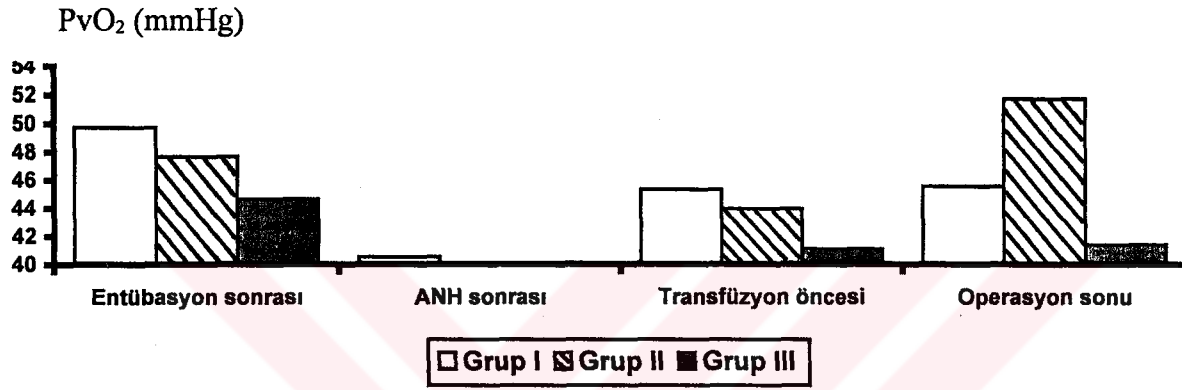 PvO₂ (mmHg)
54
52
50
48
46
44
42
40
Entübasyon sonrası ANH sonrası Transfüzyon öncesi Operasyon sonu
Grup I Grup II Grup III